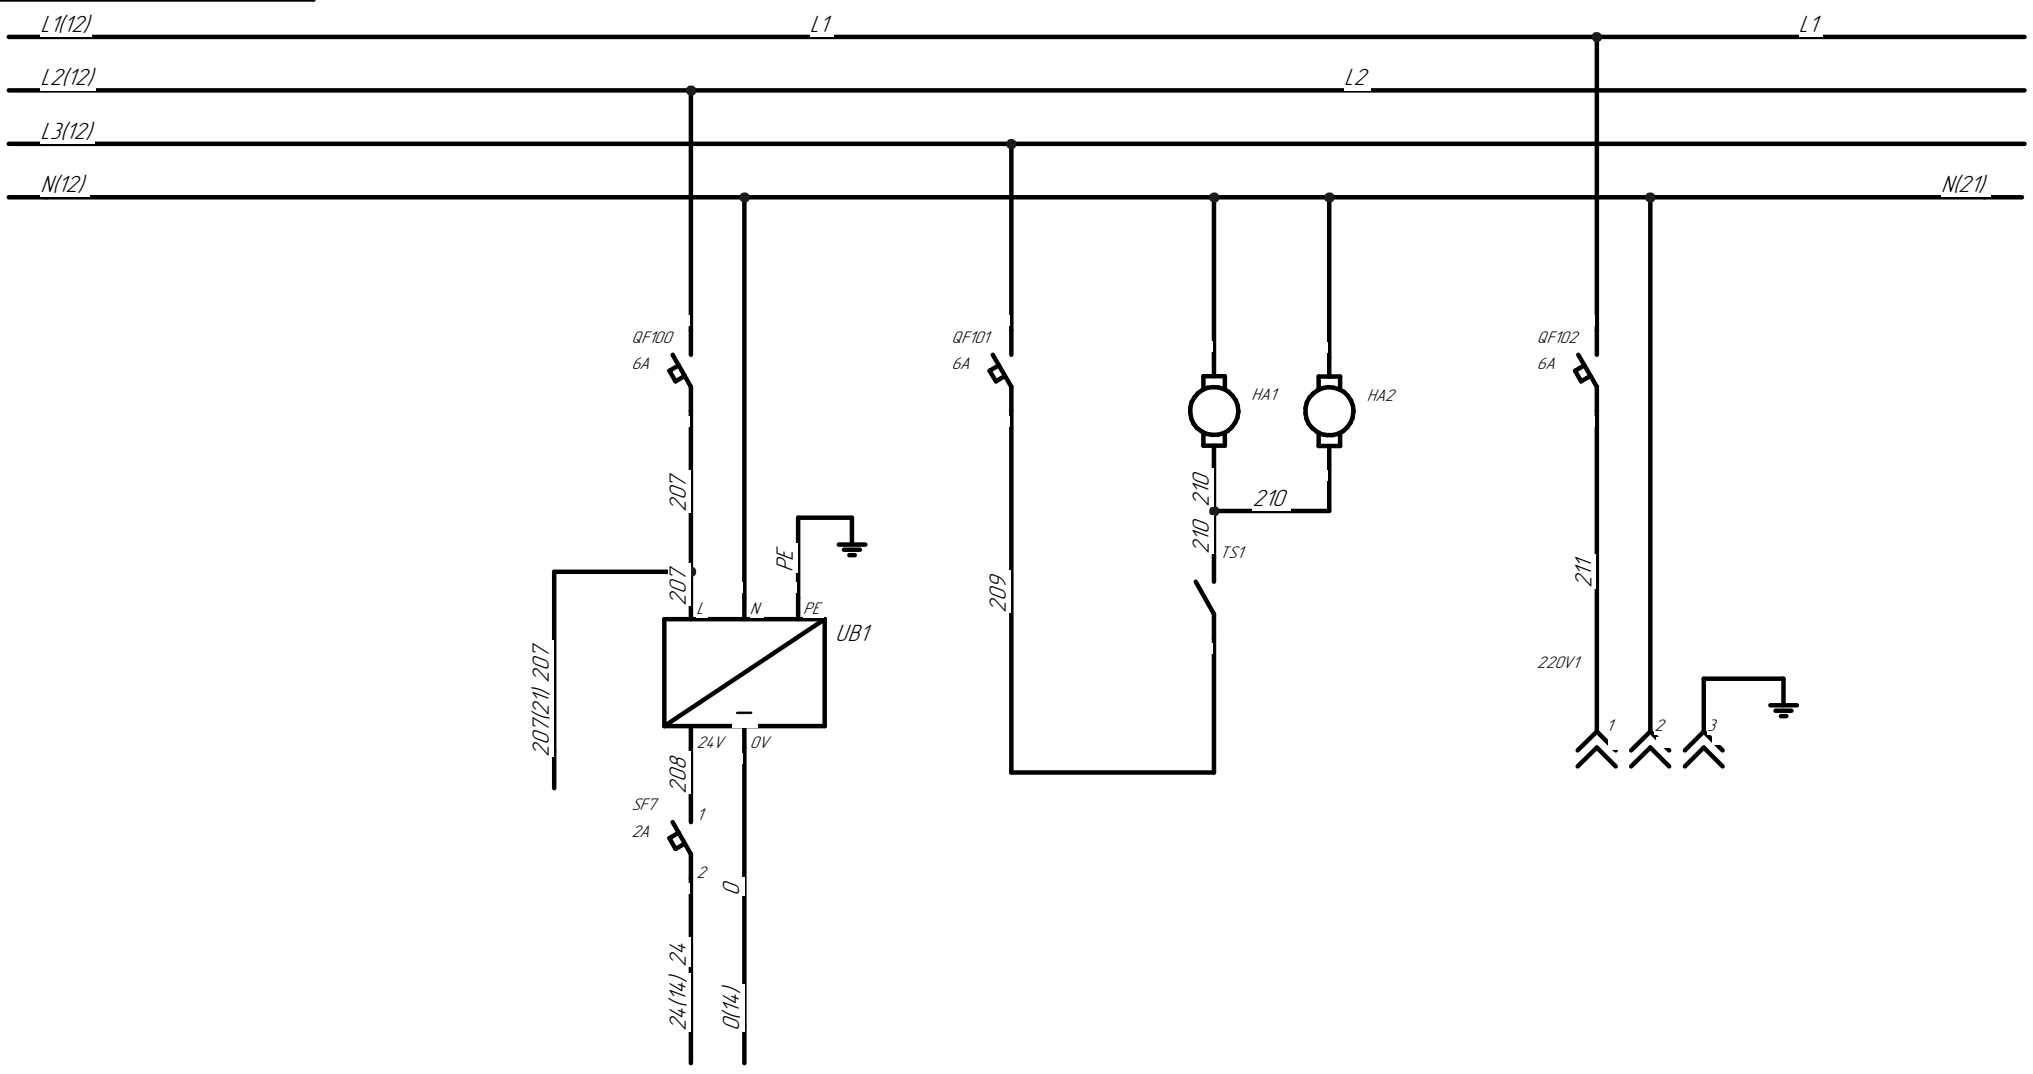 L1(12) L1 L1
L2(12) L2
L3(12)
N(12) N(21)
QF100
6A
QF101
6A
HA1
HA2
QF102
6A
207
210
210
210
TS1
PE
207
209
211
L N PE
UB1
207(21) 207
220V1
24V 0V
208
1 2 3
SF7
2A
1
2
0
24(14) 24
0(14)